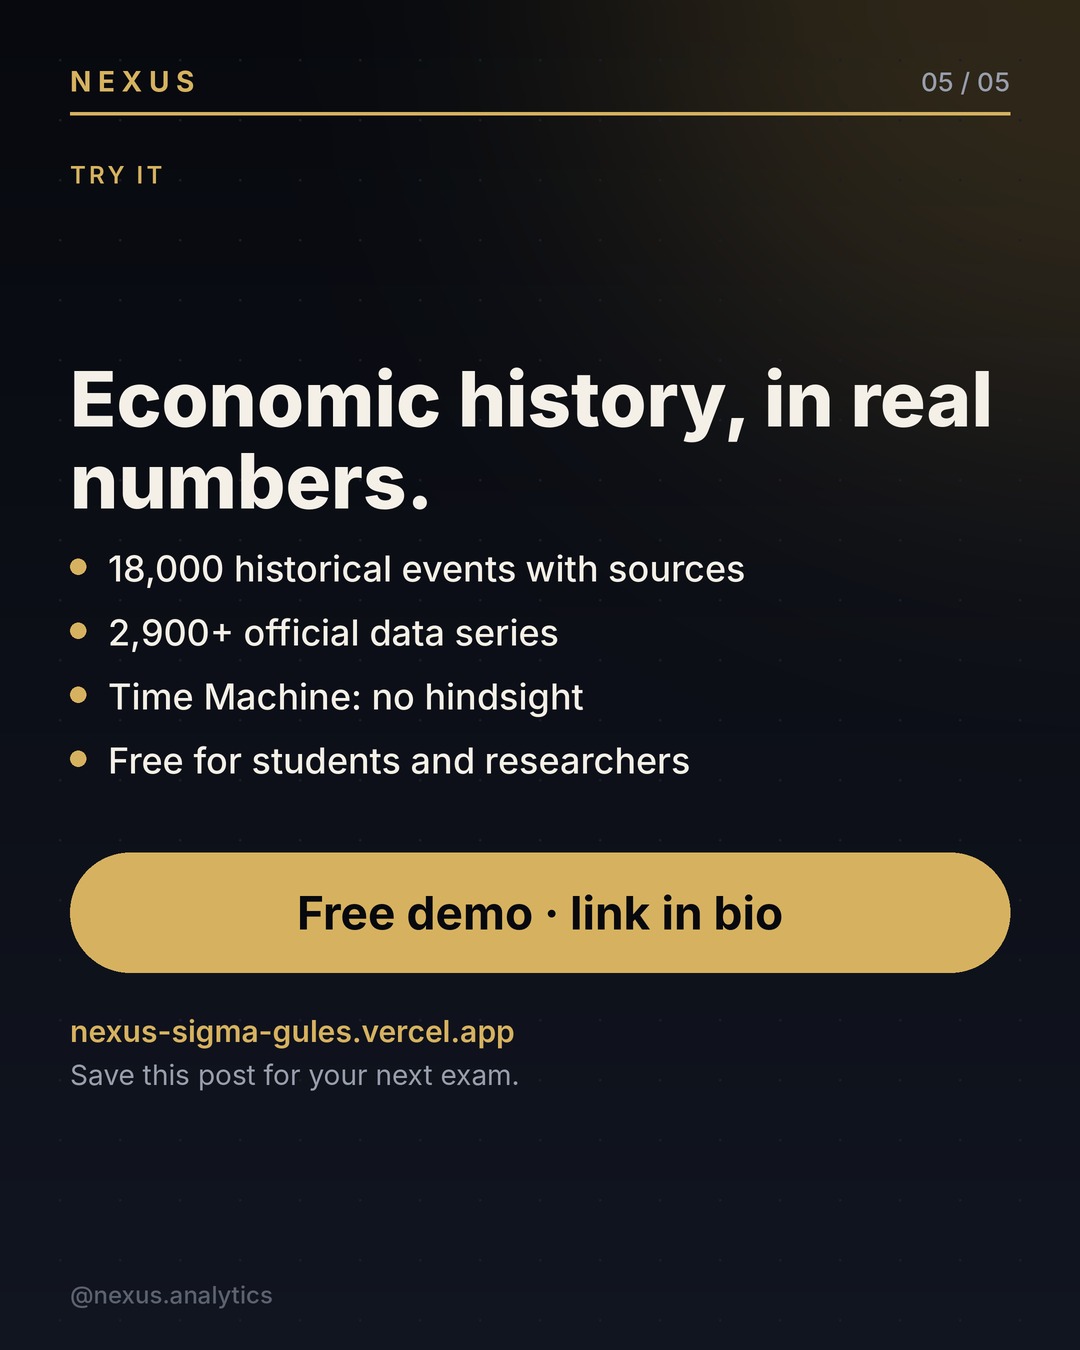 NEXUS
05 / 05
TRY IT
Economic history, in real
numbers.
18,000 historical events with sources
2,900+ official data series
Time Machine: no hindsight
Free for students and researchers
Free demo · link in bio
nexus-sigma-gules.vercel.app
Save this post for your next exam.
@nexus.analytics